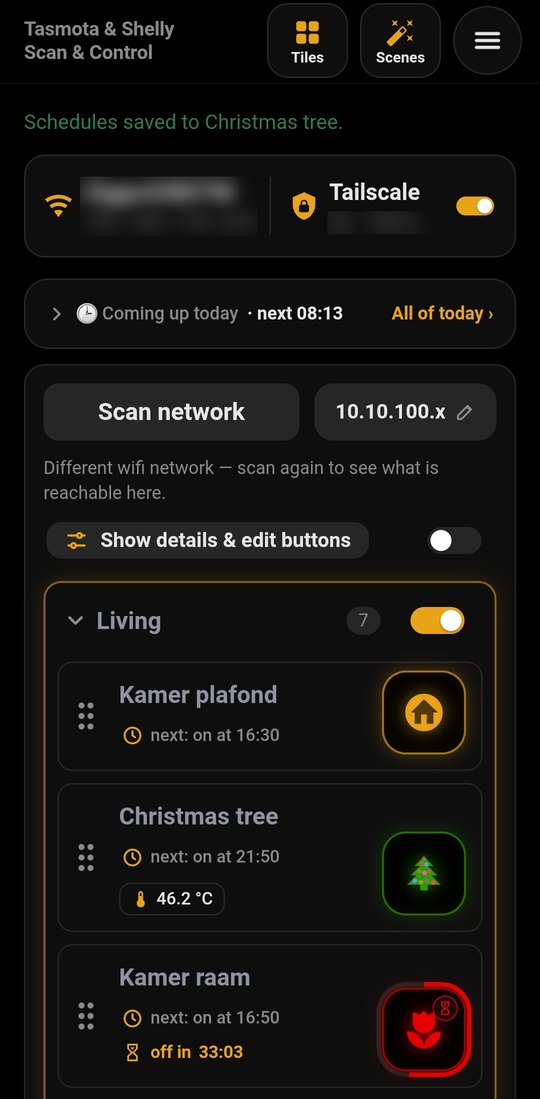 Tasmota & Shelly
Scan & Control
Tiles
Scenes
Schedules saved to Christmas tree.
Tailscale
Coming up today · next 08:13
All of today ›
Scan network
10.10.100.x
Different wifi network — scan again to see what is
reachable here.
Show details & edit buttons
Living
7
Kamer plafond
next: on at 16:30
Christmas tree
next: on at 21:50
46.2 °C
Kamer raam
next: on at 16:50
off in 33:03